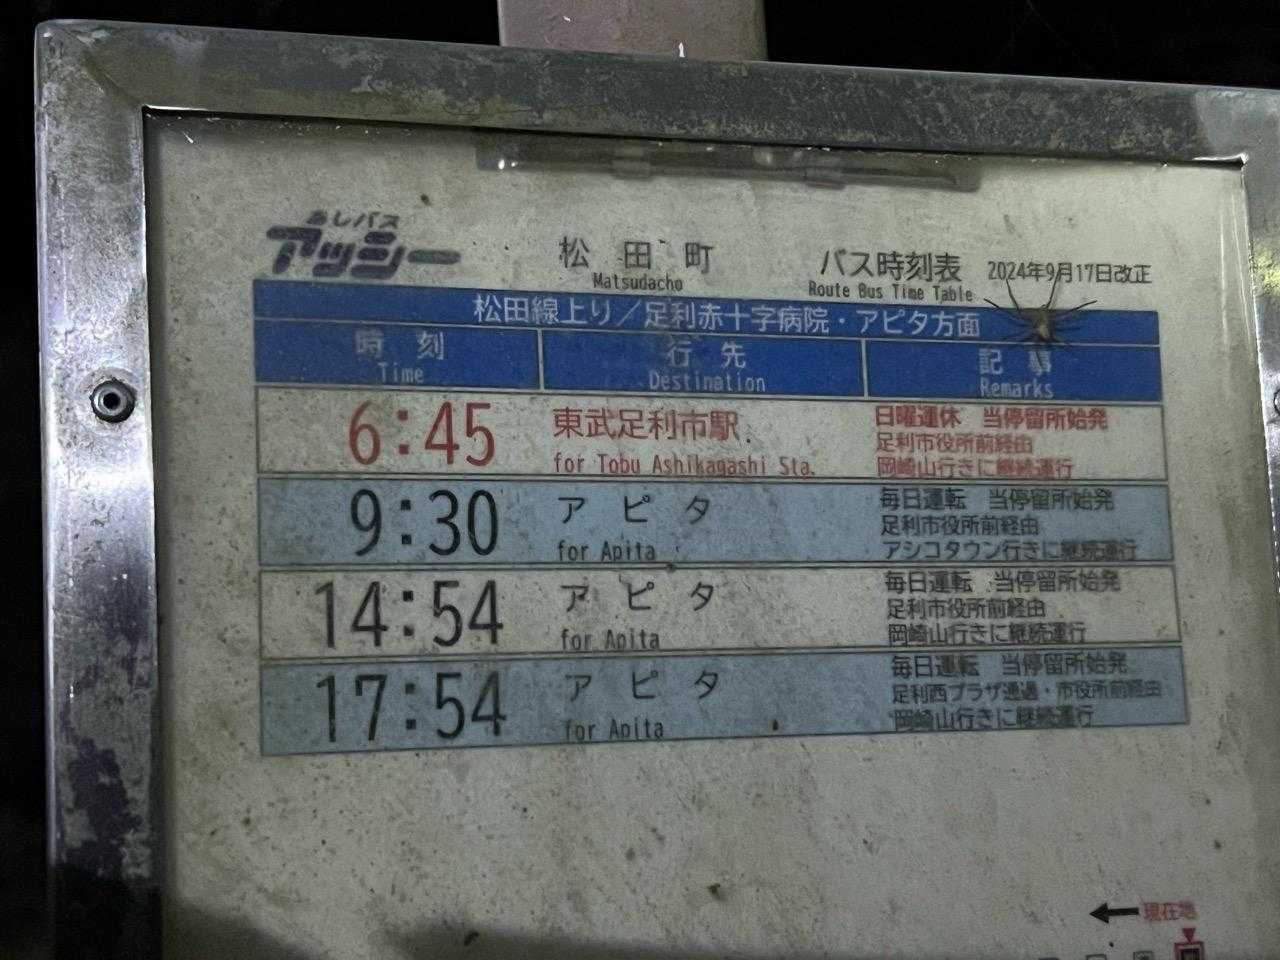 あしバス
アッシー
松田町
Matsudacho
バス時刻表
Route Bus Time Table
2024年9月17日改正
松田線上り／足利赤十字病院・アピタ方面
時刻
Time
行先
Destination
記事
Remarks
6:45
東武足利市駅
for Tobu Ashikagashi Sta.
日曜運休 当停留所始発
足利市役所前経由
岡崎山行きに継続運行
9:30
アピタ
for Apita
毎日運転 当停留所始発
足利市役所前経由
アシコタウン行きに継続運行
14:54
アピタ
for Apita
毎日運転 当停留所始発
足利市役所前経由
岡崎山行きに継続運行
17:54
アピタ
for Apita
毎日運転 当停留所始発
足利西プラザ通過・市役所前経由
岡崎山行きに継続運行
現在地